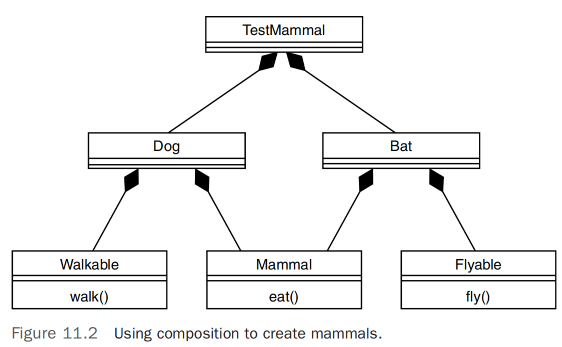 TestMammal
Dog Bat
Walkable Mammal Flyable
walk() eat() fly()
Figure 11.2 Using composition to create mammals.